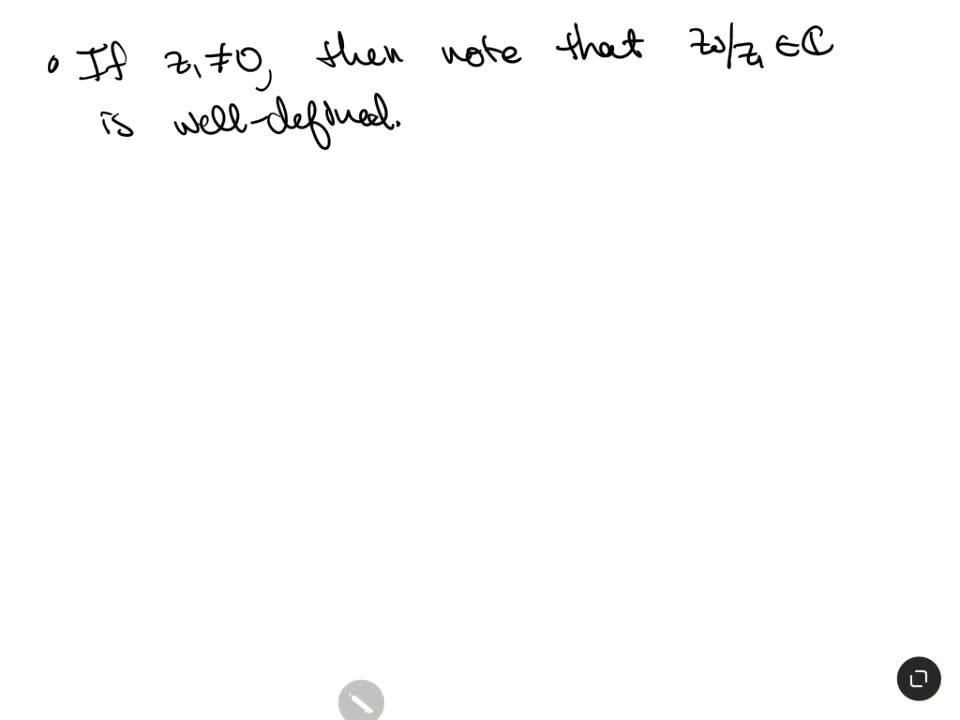 • If z₁ ≠ 0, then note that z₀/z₁ ∈ ℂ
is well-defined.